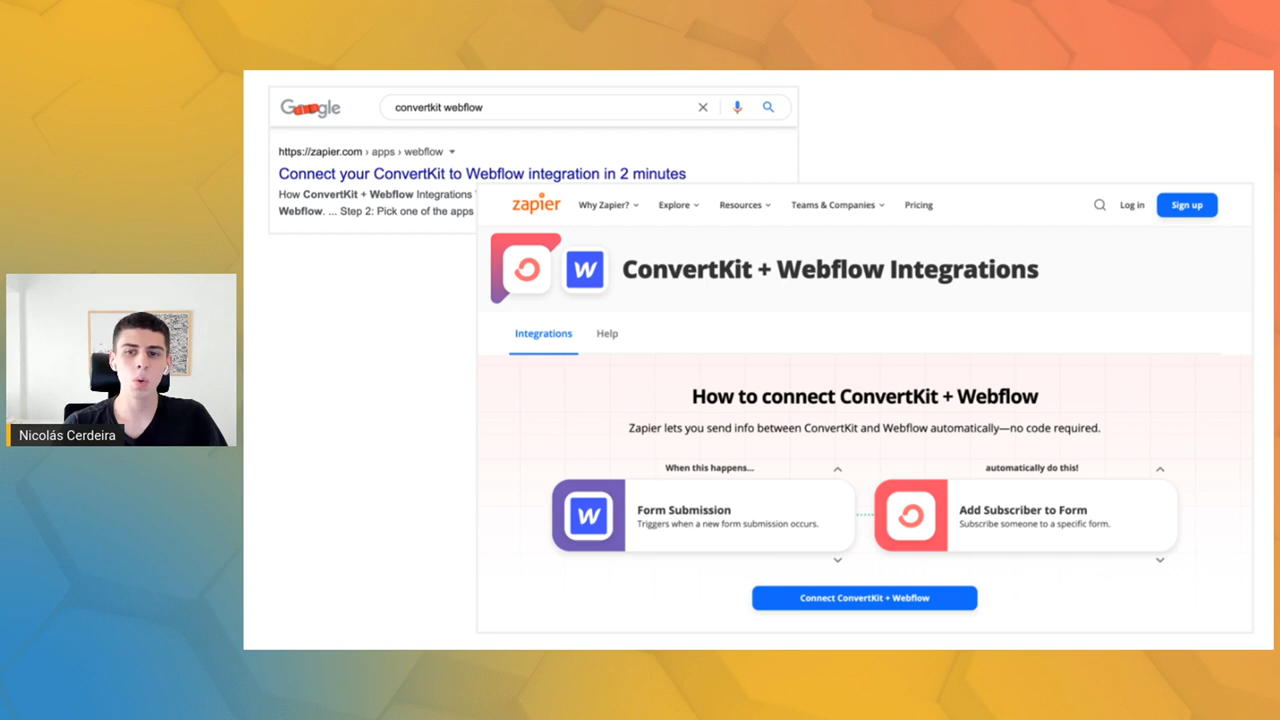 Google
convertkit webflow
https://zapier.com › apps › webflow
Connect your ConvertKit to Webflow integration in 2 minutes
How ConvertKit + Webflow Integrations
Webflow. ... Step 2: Pick one of the apps
zapier
Why Zapier?
Explore
Resources
Teams & Companies
Pricing
Log in
Sign up
W
ConvertKit + Webflow Integrations
Integrations
Help
How to connect ConvertKit + Webflow
Zapier lets you send info between ConvertKit and Webflow automatically—no code required.
When this happens...
automatically do this!
W
Form Submission
Triggers when a new form submission occurs.
Add Subscriber to Form
Subscribe someone to a specific form.
Connect ConvertKit + Webflow
Nicolás Cerdeira